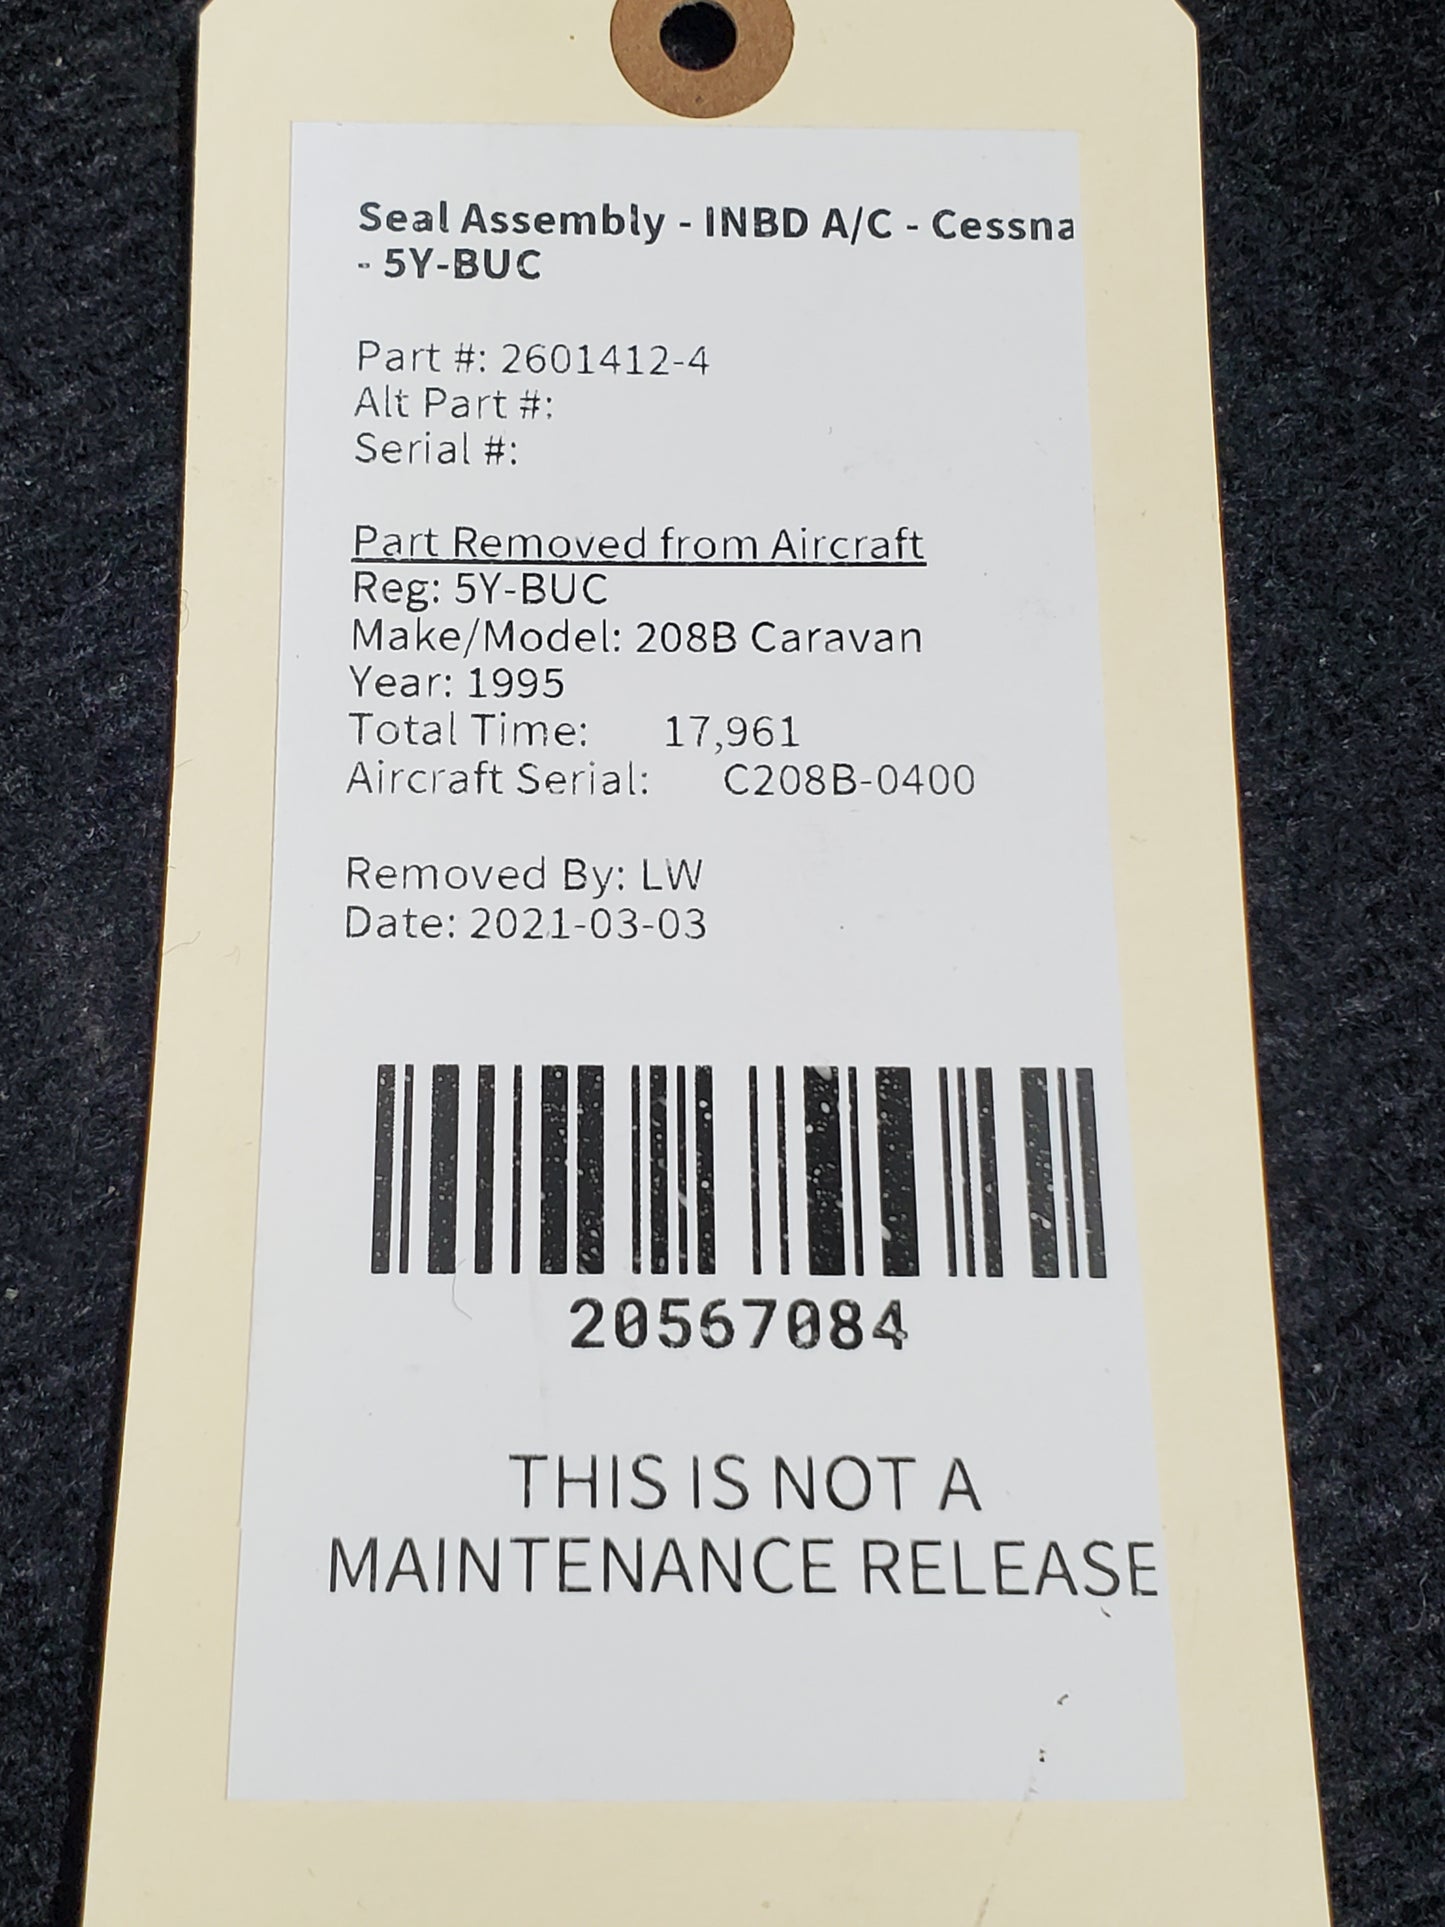 Seal Assembly - INBD A/C - Cessna
- 5Y-BUC
Part #: 2601412-4
Alt Part #:
Serial #:
Part Removed from Aircraft
Reg: 5Y-BUC
Make/Model: 208B Caravan
Year: 1995
Total Time: 17,961
Aircraft Serial: C208B-0400
Removed By: LW
Date: 2021-03-03
20567084
THIS IS NOT A
MAINTENANCE RELEASE